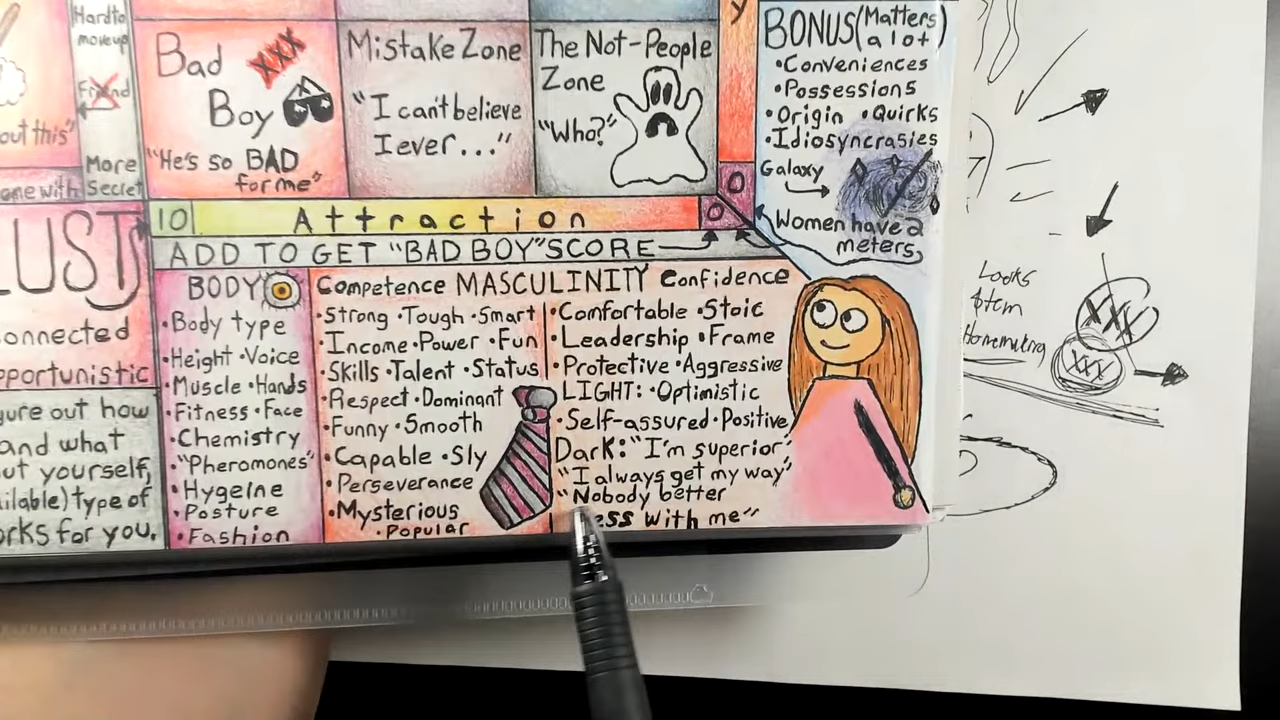 Hard to
move up
Friend
out this"
More
Secret
one with
Bad
XXX
Boy
"He's so BAD
for me"
Mistake Zone
"I can't believe
I ever..."
The Not-People
Zone
"Who?"
y
0
BONUS (Matters
a lot)
•Conveniences
•Possessions
•Origin •Quirks
•Idiosyncrasies
Galaxy
Women have 2
meters
10 Attraction 0
ADD TO GET "BAD BOY" SCORE
LUST
onnected
pportunistic
gure out how
and what
ut yourself,
ilable) type of
orks for you.
BODY
•Body type
•Height •Voice
•Muscle •Hands
•Fitness •Face
•Chemistry
•"Pheromones"
•Hygeine
•Posture
•Fashion
Competence MASCULINITY Confidence
•Strong •Tough •Smart
•Income •Power •Fun
•Skills •Talent •Status
•Respect •Dominant
•Funny •Smooth
•Capable •Sly
•Perseverance
•Mysterious
•Popular
•Comfortable •Stoic
•Leadership •Frame
•Protective •Aggressive
LIGHT: •Optimistic
•Self-assured •Positive
Dark: "I'm superior"
"I always get my way"
"Nobody better
ess with me"
Looks
$tem
Homemaking
XXX
XXX